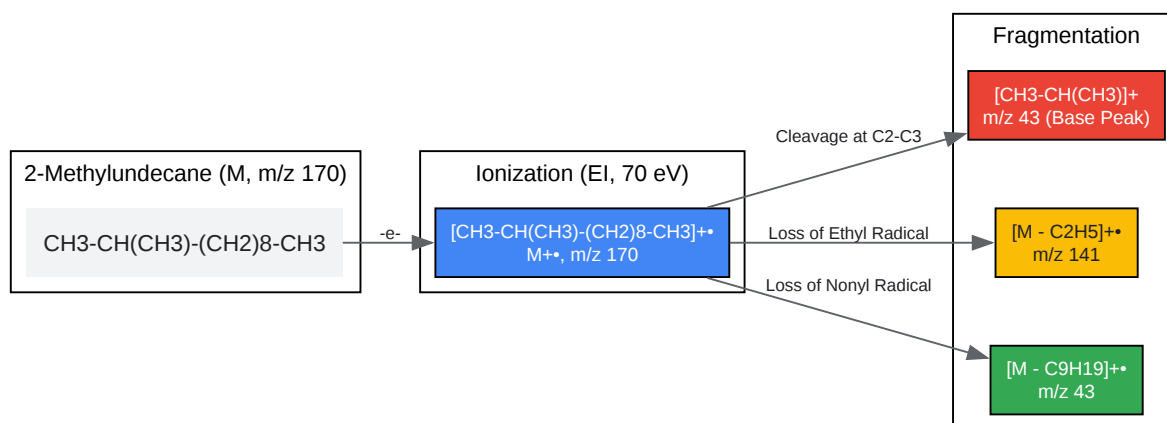 Fragmentation
[CH3-CH(CH3)]+
m/z 43 (Base Peak)
Cleavage at C2-C3
2-Methylundecane (M, m/z 170)
CH3-CH(CH3)-(CH2)8-CH3
-e-
Ionization (EI, 70 eV)
[CH3-CH(CH3)-(CH2)8-CH3]+•
M+•, m/z 170
Loss of Ethyl Radical
[M - C2H5]+•
m/z 141
Loss of Nonyl Radical
[M - C9H19]+•
m/z 43